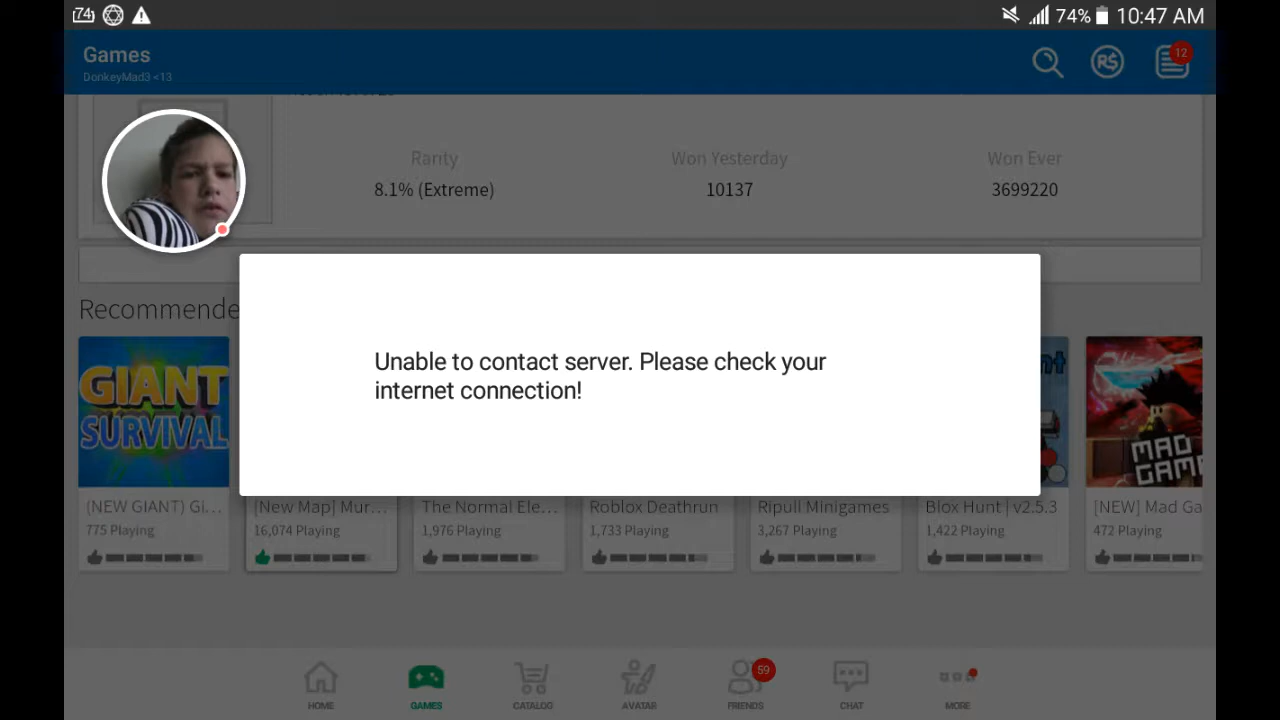 74
74% 10:47 AM
Games
DonkeyMad3 <13
R$
12
Rarity
Won Yesterday
Won Ever
8.1% (Extreme)
10137
3699220
Unable to contact server. Please check your
internet connection!
Recommende
GIANT
SURVIVAL
MAD
GAM
(NEW GIANT) Gi...
[New Map] Mur...
The Normal Ele...
Roblox Deathrun
Ripull Minigames
Blox Hunt | v2.5.3
[NEW] Mad Ga
775 Playing
16,074 Playing
1,976 Playing
1,733 Playing
3,267 Playing
1,422 Playing
472 Playing
59
HOME
GAMES
CATALOG
AVATAR
FRIENDS
CHAT
MORE